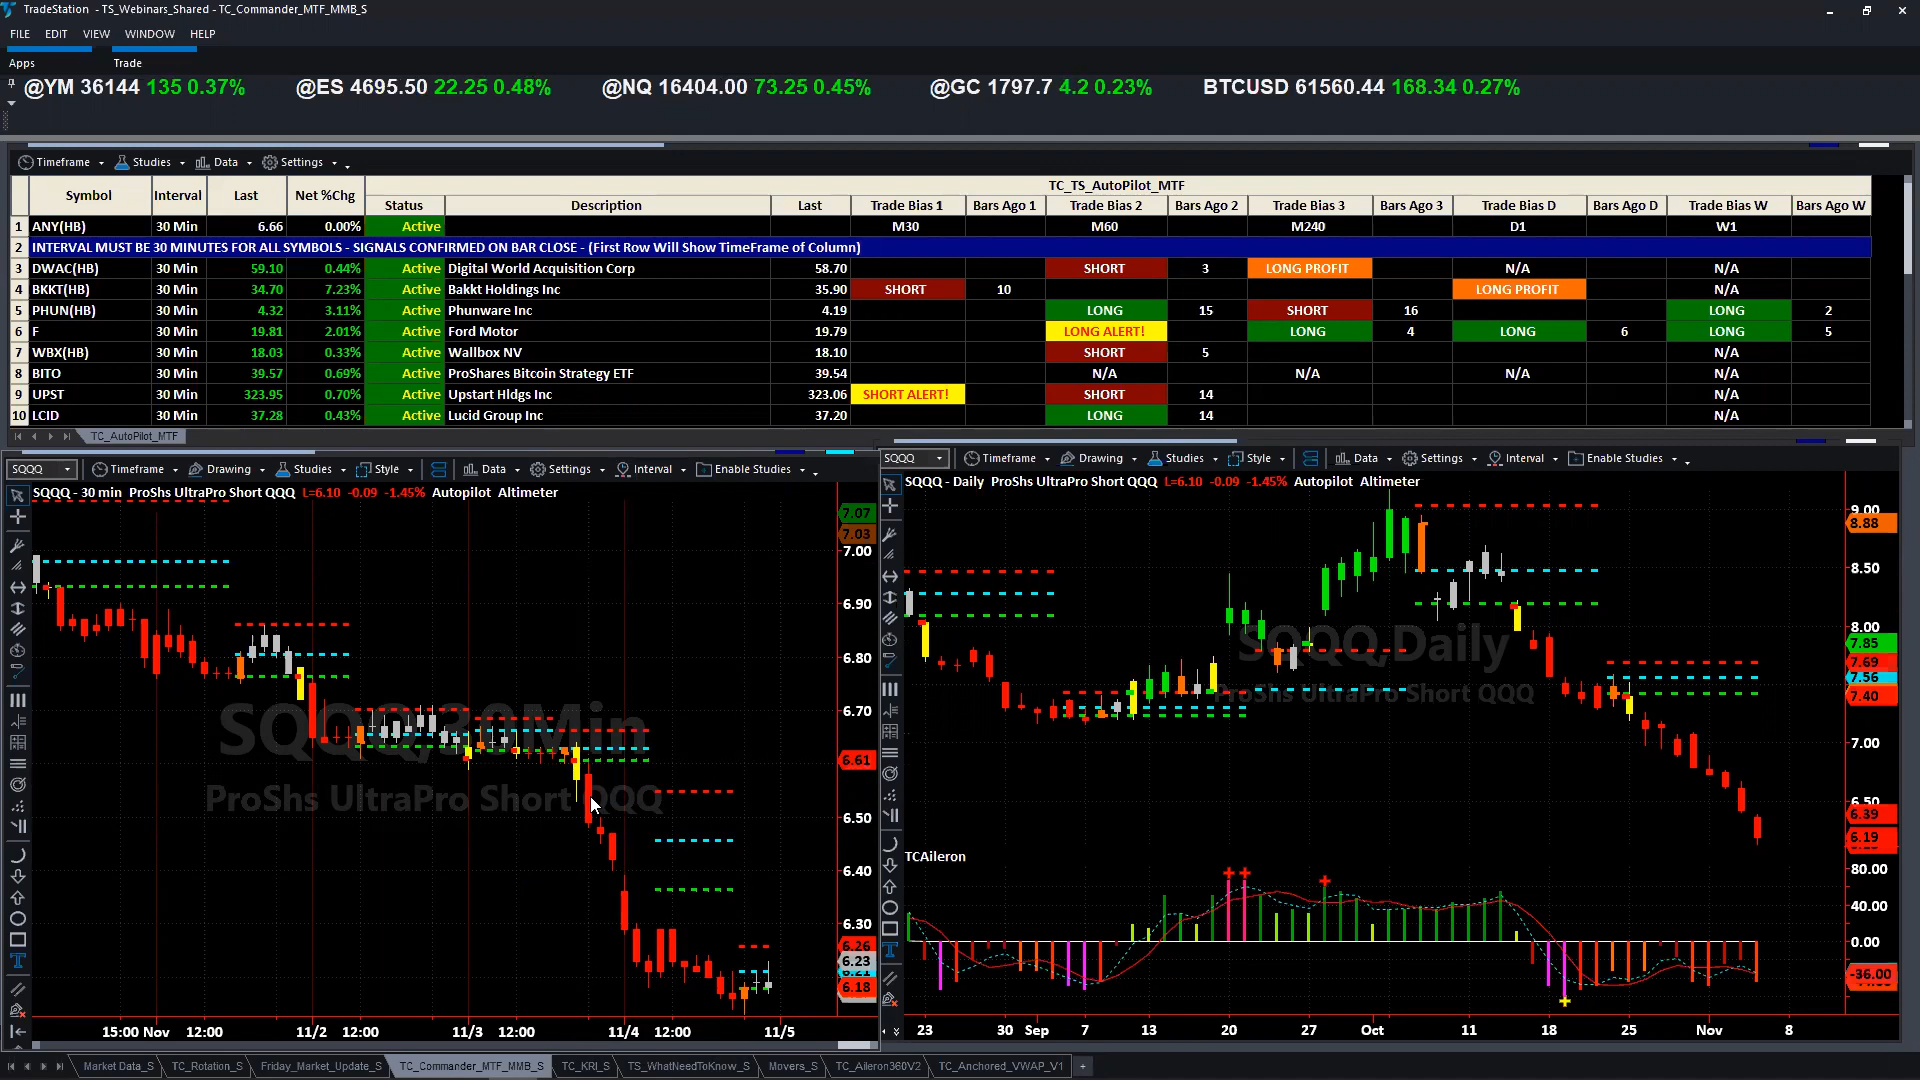 TradeStation - TS_Webinars_Shared - TC_Commander_MTF_MMB_S
FILE EDIT VIEW WINDOW HELP
Apps Trade
@YM 36144 135 0.37% @ES 4695.50 22.25 0.48% @NQ 16404.00 73.25 0.45% @GC 1797.7 4.2 0.23% BTCUSD 61560.44 168.34 0.27%
Timeframe Studies Data Settings
TC_TS_AutoPilot_MTF
Symbol Interval Last Net %Chg Status Description Last Trade Bias 1 Bars Ago 1 Trade Bias 2 Bars Ago 2 Trade Bias 3 Bars Ago 3 Trade Bias D Bars Ago D Trade Bias W Bars Ago W
1 ANY(HB) 30 Min 6.66 0.00% Active M30 M60 M240 D1 W1
2 INTERVAL MUST BE 30 MINUTES FOR ALL SYMBOLS - SIGNALS CONFIRMED ON BAR CLOSE - (First Row Will Show TimeFrame of Column)
3 DWAC(HB) 30 Min 59.10 0.44% Active Digital World Acquisition Corp 58.70 SHORT 3 LONG PROFIT N/A N/A
4 BKKT(HB) 30 Min 34.70 7.23% Active Bakkt Holdings Inc 35.90 SHORT 10 LONG PROFIT N/A
5 PHUN(HB) 30 Min 4.32 3.11% Active Phunware Inc 4.19 LONG 15 SHORT 16 LONG 2
6 F 30 Min 19.81 2.01% Active Ford Motor 19.79 LONG ALERT! LONG 4 LONG 6 LONG 5
7 WBX(HB) 30 Min 18.03 0.33% Active Wallbox NV 18.10 SHORT 5 N/A
8 BITO 30 Min 39.57 0.69% Active ProShares Bitcoin Strategy ETF 39.54 N/A N/A N/A N/A
9 UPST 30 Min 323.95 0.70% Active Upstart Hldgs Inc 323.06 SHORT ALERT! SHORT 14 N/A
10 LCID 30 Min 37.28 0.43% Active Lucid Group Inc 37.20 LONG 14 N/A
TC_AutoPilot_MTF
SQQQ Timeframe Drawing Studies Style Data Settings Interval Enable Studies
SQQQ - 30 min ProShs UltraPro Short QQQ L=6.10 -0.09 -1.45% Autopilot Altimeter
SQQQ,30Min
ProShs UltraPro Short QQQ
7.07
7.03
7.00
6.90
6.80
6.70
6.61
6.50
6.40
6.30
6.26
6.23
6.18
15:00 Nov 12:00 11/2 12:00 11/3 12:00 11/4 12:00 11/5
SQQQ Timeframe Drawing Studies Style Data Settings Interval Enable Studies
SQQQ - Daily ProShs UltraPro Short QQQ L=6.10 -0.09 -1.45% Autopilot Altimeter
SQQQ,Daily
ProShs UltraPro Short QQQ
9.00
8.88
8.50
8.00
7.85
7.69
7.56
7.40
7.00
6.50
6.39
6.19
TCAileron
80.00
40.00
0.00
-36.00
23 30 Sep 7 13 20 27 Oct 11 18 25 Nov 8
Market Data_S TC_Rotation_S Friday_Market_Update_S TC_Commander_MTF_MMB_S TC_KRI_S TS_WhatNeedToKnow_S Movers_S TC_Aileron360V2 TC_Anchored_VWAP_V1 +